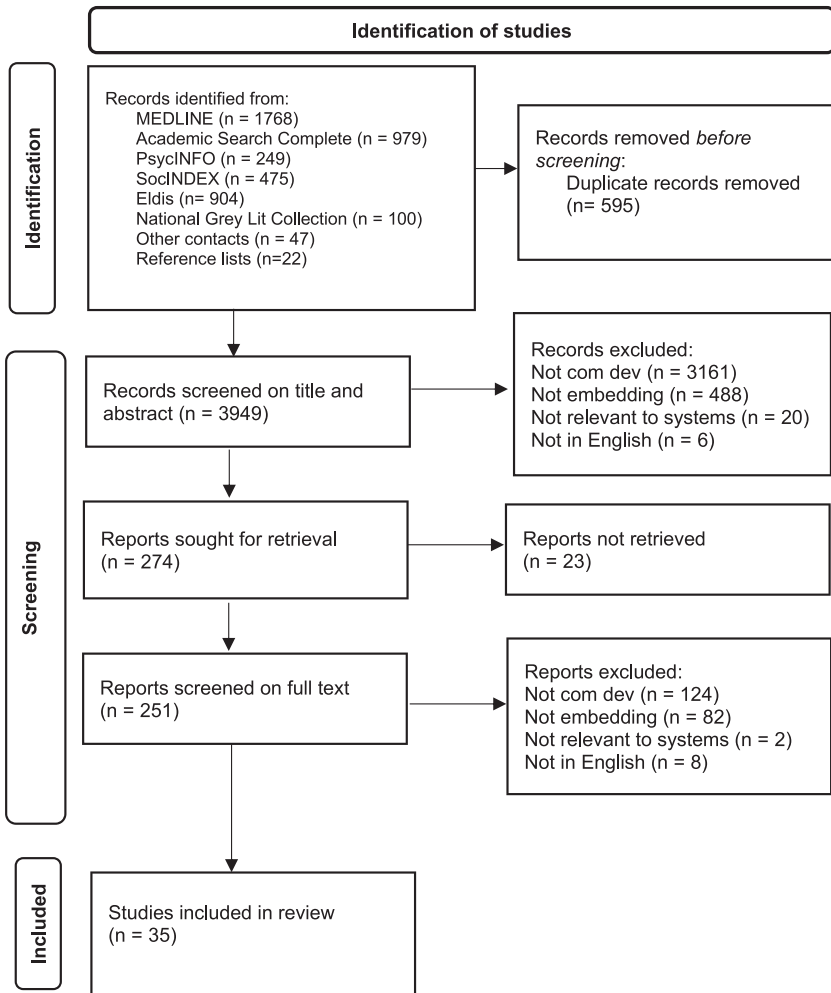 Identification of studies
Identification
Records identified from:
MEDLINE (n = 1768)
Academic Search Complete (n = 979)
PsycINFO (n = 249)
SocINDEX (n = 475)
Eldis (n= 904)
National Grey Lit Collection (n = 100)
Other contacts (n = 47)
Reference lists (n=22)
Records removed before
screening:
Duplicate records removed
(n= 595)
Screening
Records screened on title and
abstract (n = 3949)
Records excluded:
Not com dev (n = 3161)
Not embedding (n = 488)
Not relevant to systems (n = 20)
Not in English (n = 6)
Reports sought for retrieval
(n = 274)
Reports not retrieved
(n = 23)
Reports screened on full text
(n = 251)
Reports excluded:
Not com dev (n = 124)
Not embedding (n = 82)
Not relevant to systems (n = 2)
Not in English (n = 8)
Included
Studies included in review
(n = 35)